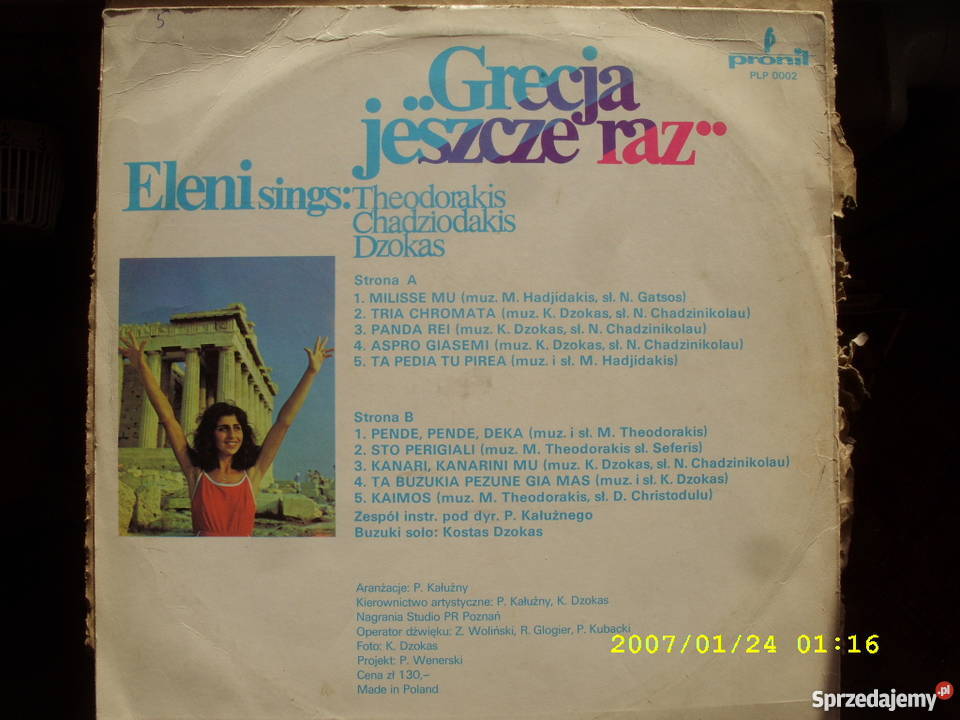 5
pronit
PLP 0002
„Grecja
jeszcze raz”
Eleni sings: Theodorakis
Chadziodakis
Dzokas
Strona A
1. MILISSE MU (muz. M. Hadjidakis, sł. N. Gatsos)
2. TRIA CHROMATA (muz. K. Dzokas, sł. N. Chadzinikolau)
3. PANDA REI (muz. K. Dzokas, sł. N. Chadzinikolau)
4. ASPRO GIASEMI (muz. K. Dzokas, sł. N. Chadzinikolau)
5. TA PEDIA TU PIREA (muz. i sł. M. Hadjidakis)
Strona B
1. PENDE, PENDE, DEKA (muz. i sł. M. Theodorakis)
2. STO PERIGIALI (muz. M. Theodorakis sł. Seferis)
3. KANARI, KANARINI MU (muz. K. Dzokas, sł. N. Chadzinikolau)
4. TA BUZUKIA PEZUNE GIA MAS (muz. i sł. K. Dzokas)
5. KAIMOS (muz. M. Theodorakis, sł. D. Christodulu)
Zespół instr. pod dyr. P. Kałużnego
Buzuki solo: Kostas Dzokas
Aranżacje: P. Kałużny
Kierownictwo artystyczne: P. Kałużny, K. Dzokas
Nagrania Studio PR Poznań
Operator dźwięku: Z. Woliński, R. Glogier, P. Kubacki
Foto: K. Dzokas
Projekt: P. Wenerski
Cena zł 130,–
Made in Poland
2007/01/24 01:16
Sprzedajemy.pl